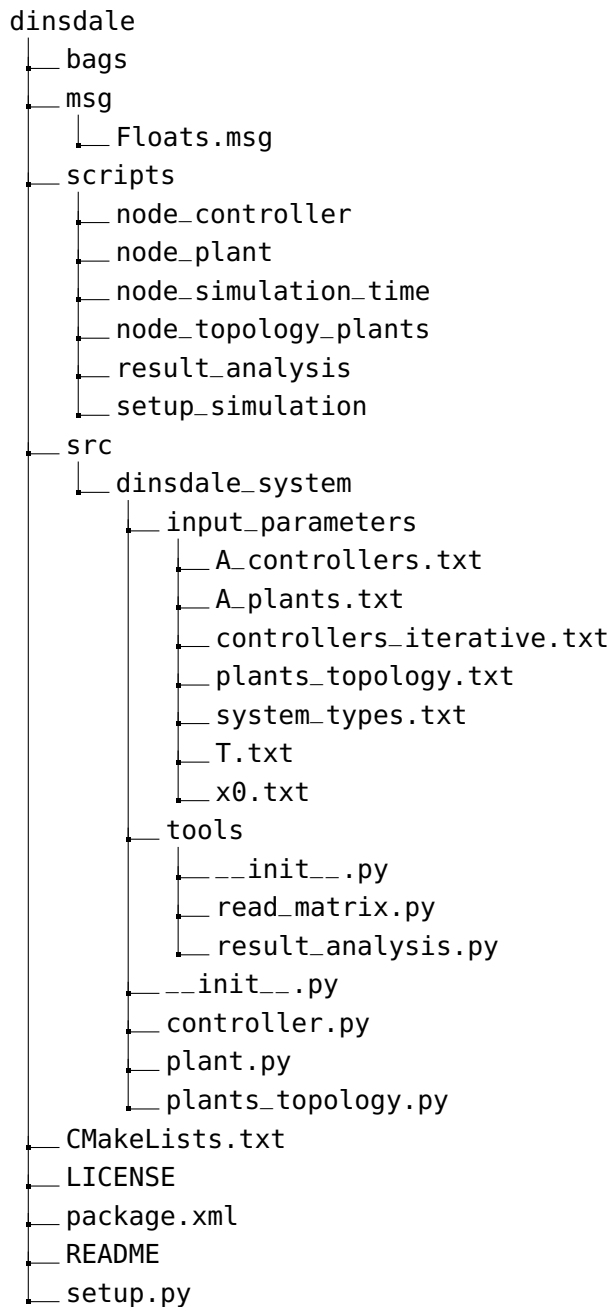 dinsdale
bags
msg
Floats.msg
scripts
node_controller
node_plant
node_simulation_time
node_topology_plants
result_analysis
setup_simulation
src
dinsdale_system
input_parameters
A_controllers.txt
A_plants.txt
controllers_iterative.txt
plants_topology.txt
system_types.txt
T.txt
x0.txt
tools
__init__.py
read_matrix.py
result_analysis.py
__init__.py
controller.py
plant.py
plants_topology.py
CMakeLists.txt
LICENSE
package.xml
README
setup.py